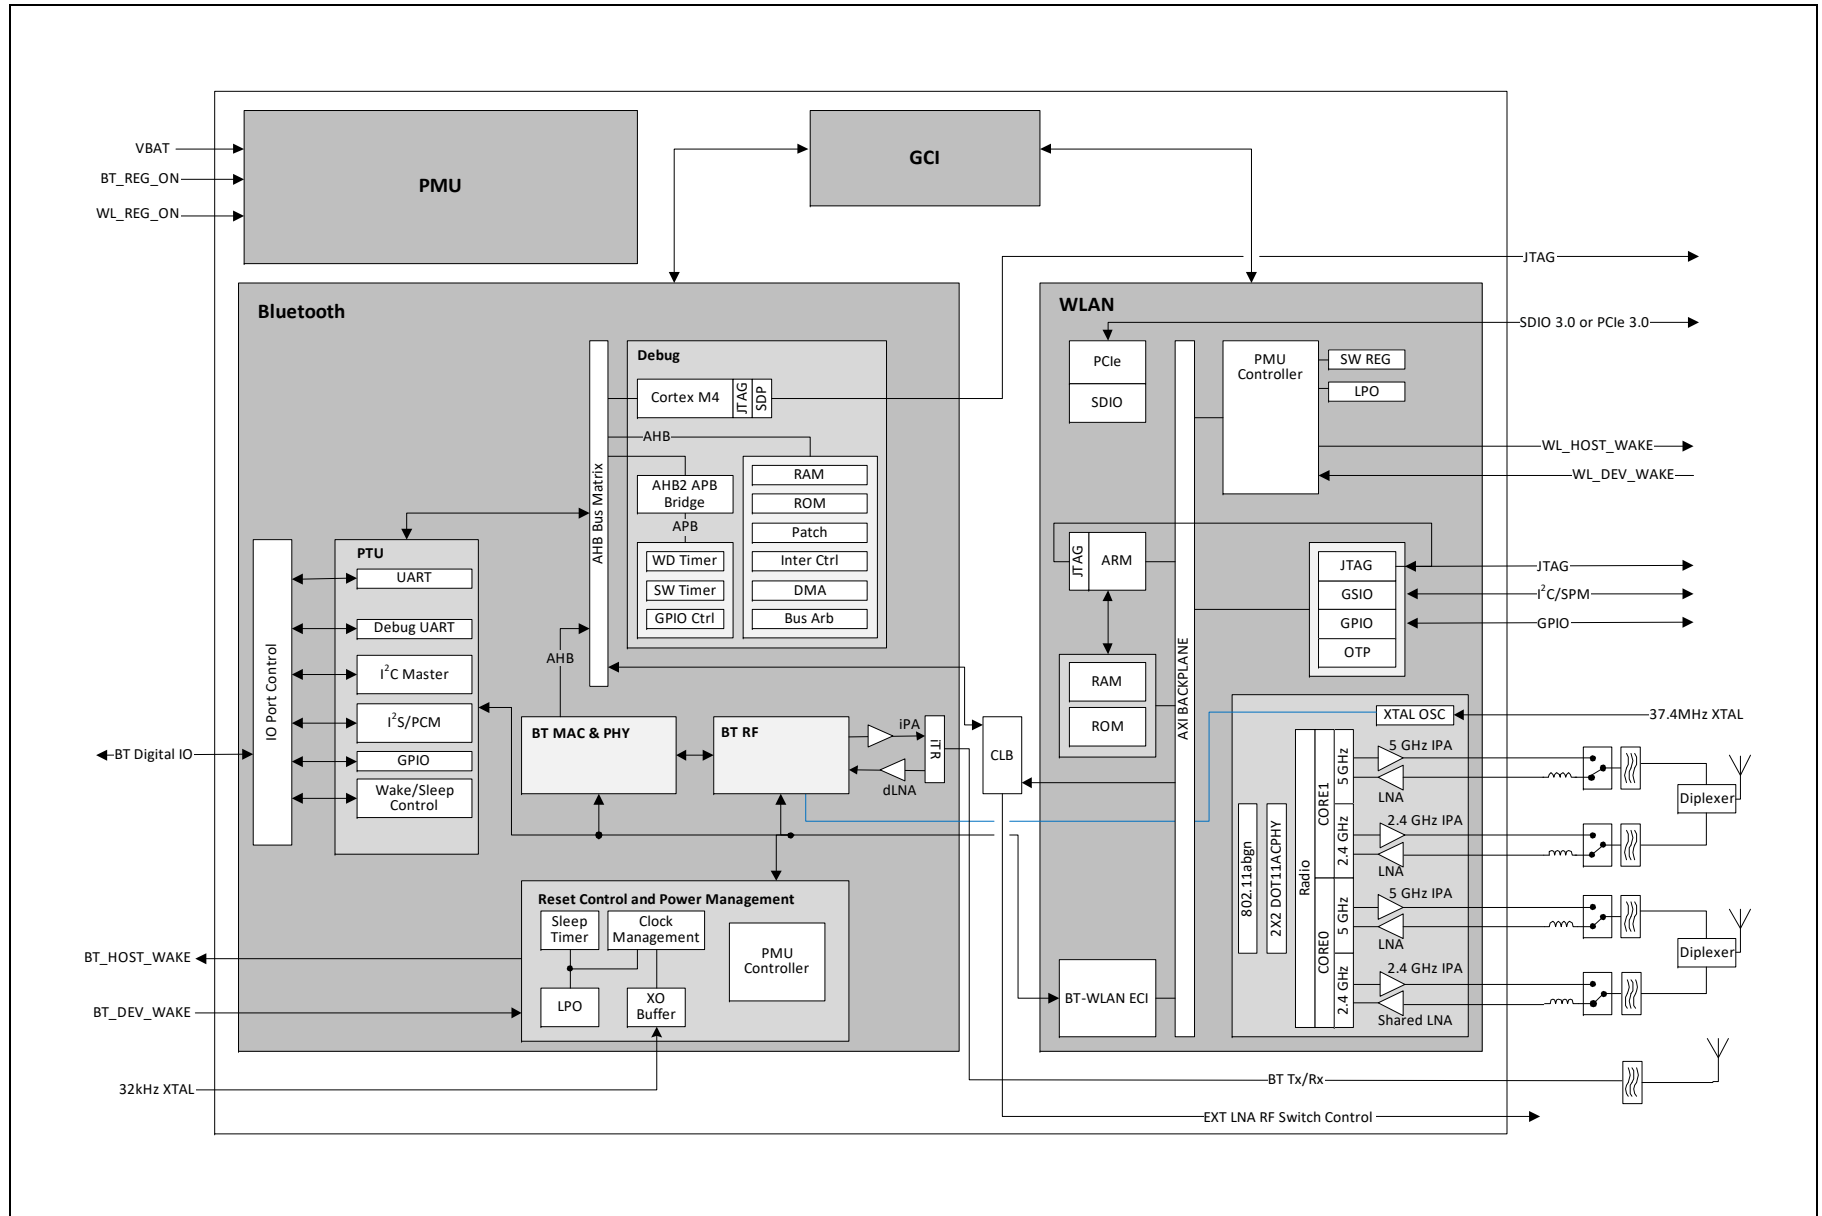 VBAT
BT_REG_ON
WL_REG_ON
PMU
GCI
JTAG
SDIO 3.0 or PCIe 3.0
Bluetooth
Debug
Cortex M4
JTAG
SDP
AHB
AHB2 APB
Bridge
APB
WD Timer
SW Timer
GPIO Ctrl
RAM
ROM
Patch
Inter Ctrl
DMA
Bus Arb
AHB Bus Matrix
PTU
UART
Debug UART
I2C Master
I2S/PCM
GPIO
Wake/Sleep
Control
IO Port Control
BT Digital IO
AHB
BT MAC & PHY
BT RF
iPA
dLNA
iTR
CLB
Reset Control and Power Management
Sleep
Timer
Clock
Management
LPO
XO
Buffer
PMU
Controller
BT_HOST_WAKE
BT_DEV_WAKE
32kHz XTAL
WLAN
PCIe
SDIO
PMU
Controller
SW REG
LPO
WL_HOST_WAKE
WL_DEV_WAKE
JTAG
ARM
RAM
ROM
AXI BACKPLANE
JTAG
GSIO
GPIO
OTP
JTAG
I2C/SPM
GPIO
XTAL OSC
37.4MHz XTAL
BT-WLAN ECI
802.11abgn
2X2 DOT11ACPHY
Radio
CORE1
CORE0
5 GHz
2.4 GHz
5 GHz
2.4 GHz
5 GHz IPA
LNA
2.4 GHz IPA
LNA
5 GHz IPA
LNA
2.4 GHz IPA
Shared LNA
Diplexer
Diplexer
BT Tx/Rx
EXT LNA RF Switch Control